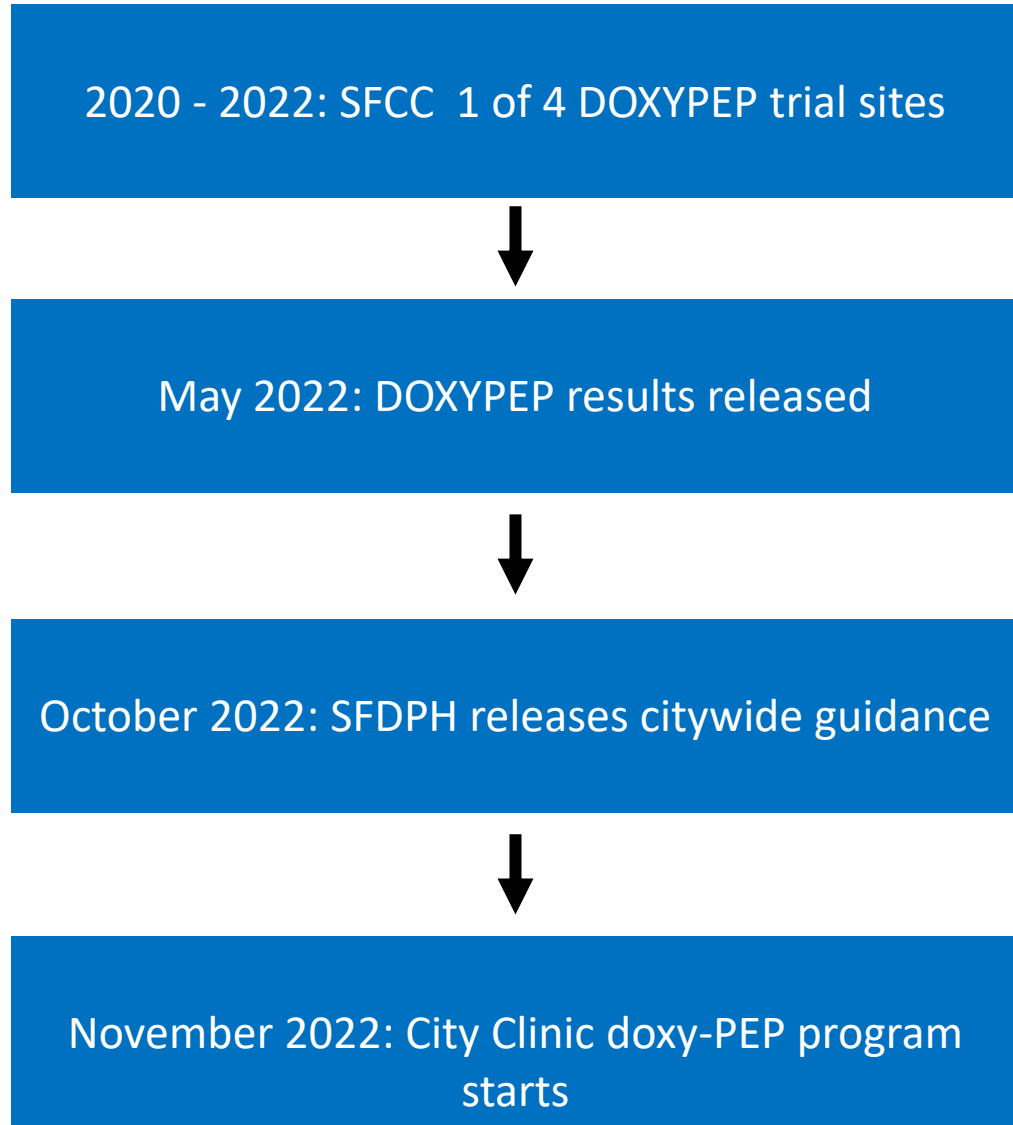 2020 - 2022: SFCC  1 of 4 DOXYPEP trial sites
May 2022: DOXYPEP results released
October 2022: SFDPH releases citywide guidance
November 2022: City Clinic doxy-PEP program
starts